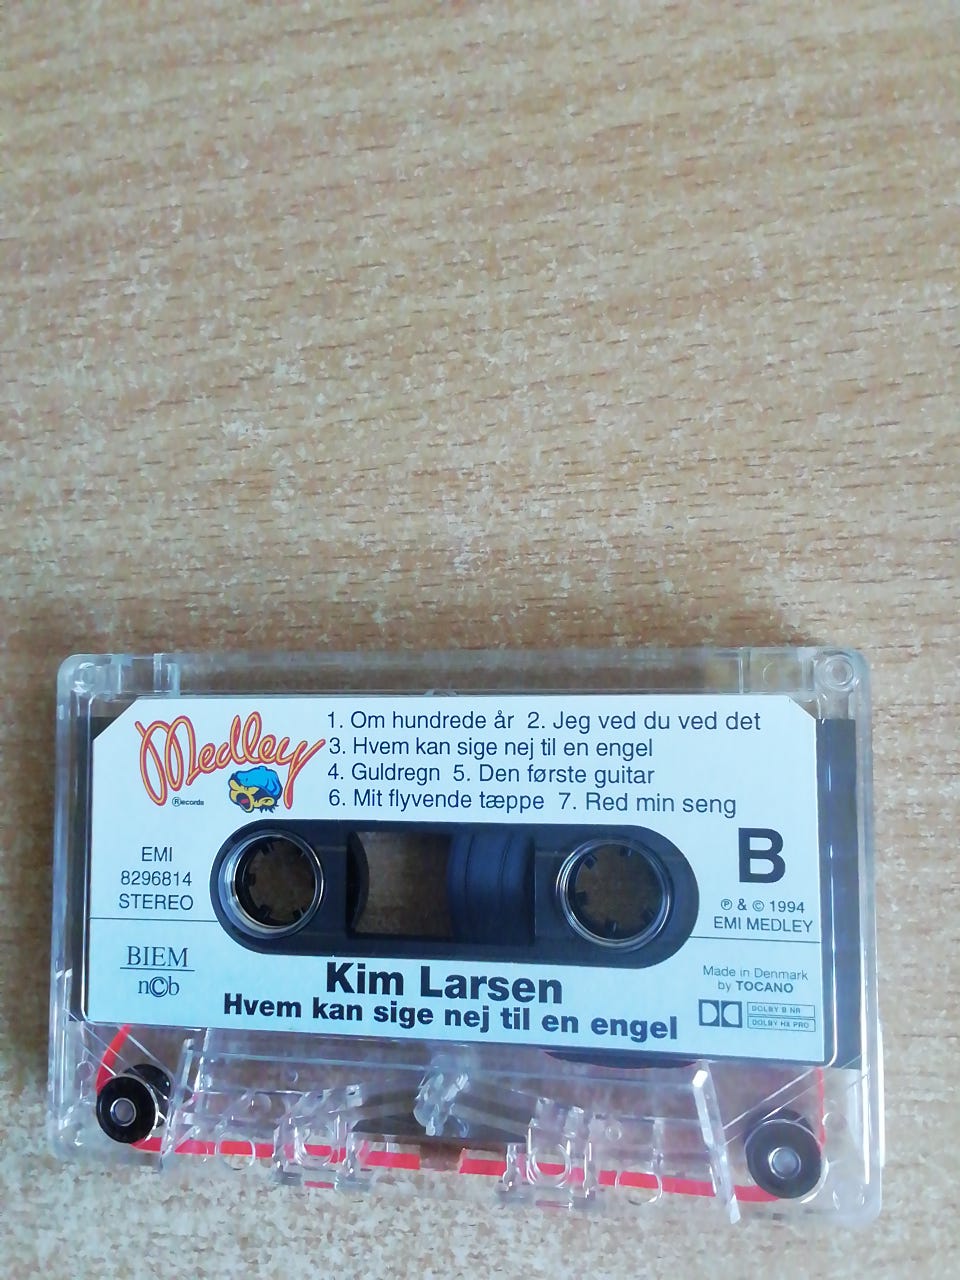 Medley
Records
1. Om hundrede år 2. Jeg ved du ved det
3. Hvem kan sige nej til en engel
4. Guldregn 5. Den første guitar
6. Mit flyvende tæppe 7. Red min seng
EMI
8296814
STEREO
B
℗ & © 1994
EMI MEDLEY
BIEM
n©b
Kim Larsen
Hvem kan sige nej til en engel
Made in Denmark
by TOCANO
DOLBY B NR
DOLBY HX PRO